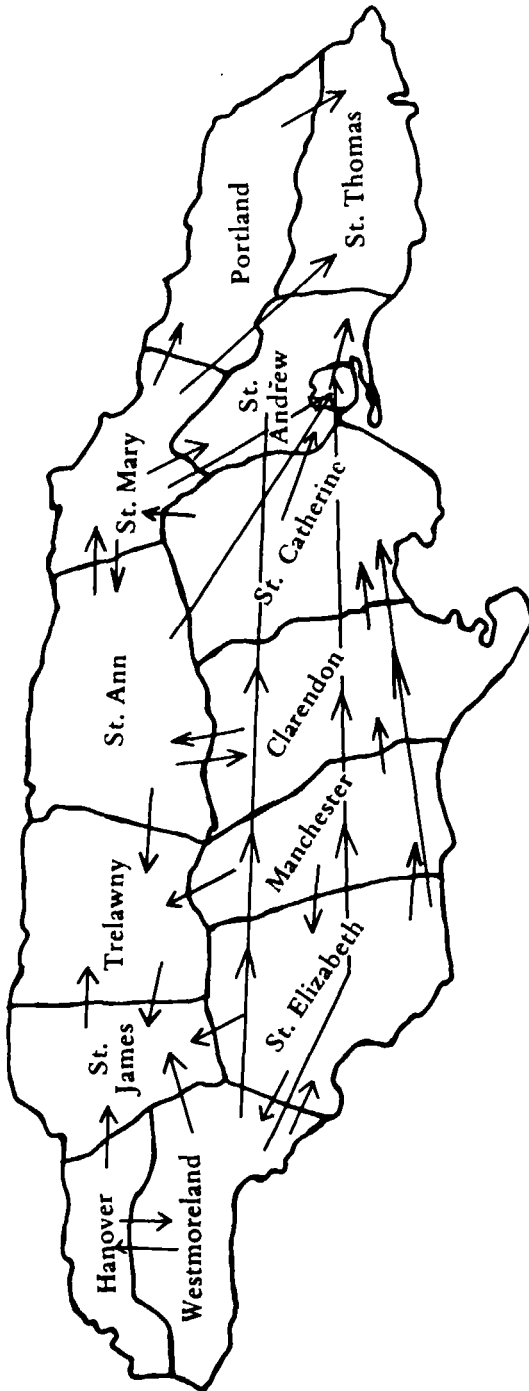 Hanover
Westmoreland
St.
James
Trelawny
St. Ann
St. Mary
Portland
St. Elizabeth
Manchester
Clarendon
St. Catherine
St.
Andrew
St. Thomas